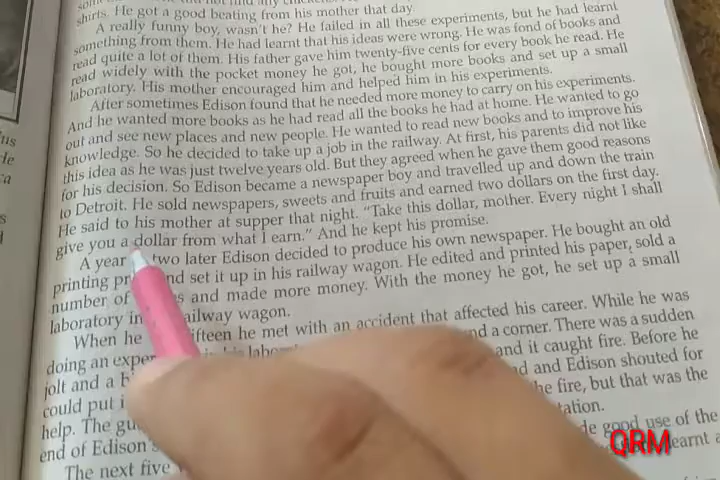 shirts. He got a good beating from his mother that day
A really funny boy, wasn't he? He failed in all these experiments, but he had learnt
something from them. He had learnt that his ideas were wrong. He was fond of books and
read quite a lot of them. His father gave him twenty-five cents for every book he read. He
read widely with the pocket money he got, he bought more books and set up a small
laboratory. His mother encouraged him and helped him in his experiments.
After sometimes Edison found that he needed more money to carry on his experiments.
And he wanted more books as he had read all the books he had at home. He wanted to go
out and see new places and new people. He wanted to read new books and to improve his
knowledge. So he decided to take up a job in the railway. At first, his parents did not like
this idea as he was just twelve years old. But they agreed when he gave them good reasons
for his decision. So Edison became a newspaper boy and travelled up and down the train
to Detroit. He sold newspapers, sweets and fruits and earned two dollars on the first day.
He said to his mother at supper that night. "Take this dollar, mother. Every night I shall
give you a dollar from what I earn." And he kept his promise.
A year two later Edison decided to produce his own newspaper. He bought an old
printing and set it up in his railway wagon. He edited and printed his paper, sold a
number of and made more money. With the money he got, he set up a small
laboratory in railway wagon.
When he fifteen he met with an accident that affected his career. While he was
doing an and a corner. There was a sudden
jolt and a and it caught fire. Before he
could put and Edison shouted for
help. The the fire, but that was the
end of Edison's
de good use of the
The next five learnt
QRM